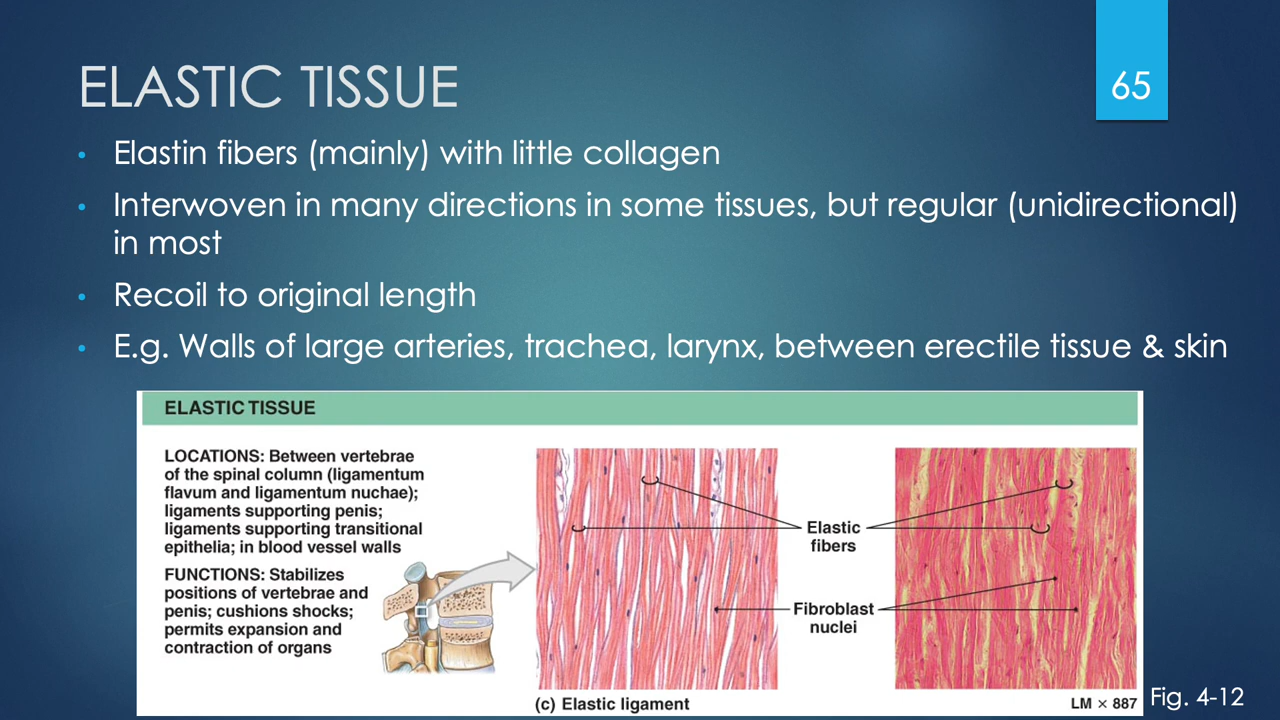 ELASTIC TISSUE
65
• Elastin fibers (mainly) with little collagen
• Interwoven in many directions in some tissues, but regular (unidirectional)
in most
• Recoil to original length
• E.g. Walls of large arteries, trachea, larynx, between erectile tissue & skin
ELASTIC TISSUE
LOCATIONS: Between vertebrae
of the spinal column (ligamentum
flavum and ligamentum nuchae);
ligaments supporting penis;
ligaments supporting transitional
epithelia; in blood vessel walls
FUNCTIONS: Stabilizes
positions of vertebrae and
penis; cushions shocks;
permits expansion and
contraction of organs
Elastic
fibers
Fibroblast
nuclei
(c) Elastic ligament
LM × 887
Fig. 4-12